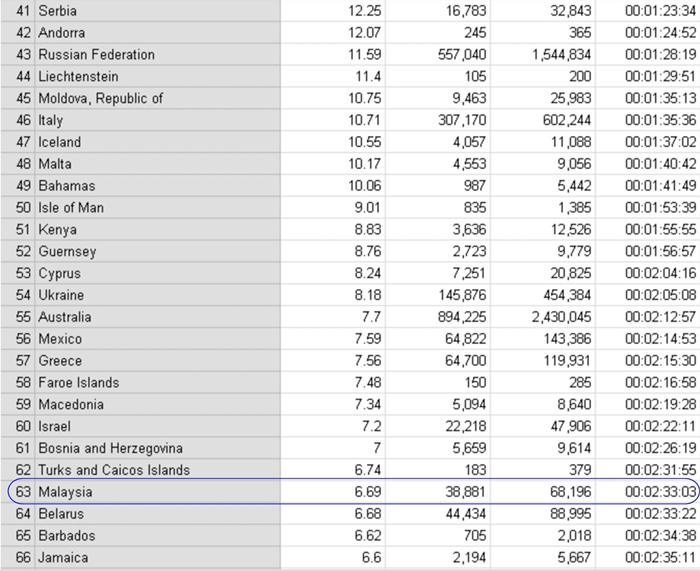 41 Serbia 12.25 16,783 32,843 00:01:23:34
42 Andorra 12.07 245 365 00:01:24:52
43 Russian Federation 11.59 557,040 1,544,834 00:01:28:19
44 Liechtenstein 11.4 105 200 00:01:29:51
45 Moldova, Republic of 10.75 9,463 25,983 00:01:35:13
46 Italy 10.71 307,170 602,244 00:01:35:36
47 Iceland 10.55 4,057 11,088 00:01:37:02
48 Malta 10.17 4,553 9,056 00:01:40:42
49 Bahamas 10.06 987 5,442 00:01:41:49
50 Isle of Man 9.01 835 1,385 00:01:53:39
51 Kenya 8.83 3,636 12,526 00:01:55:55
52 Guernsey 8.76 2,723 9,779 00:01:56:57
53 Cyprus 8.24 7,251 20,825 00:02:04:16
54 Ukraine 8.18 145,876 454,384 00:02:05:08
55 Australia 7.7 894,225 2,430,045 00:02:12:57
56 Mexico 7.59 64,822 143,386 00:02:14:53
57 Greece 7.56 64,700 119,931 00:02:15:30
58 Faroe Islands 7.48 150 285 00:02:16:58
59 Macedonia 7.34 5,094 8,640 00:02:19:28
60 Israel 7.2 22,218 47,906 00:02:22:11
61 Bosnia and Herzegovina 7 5,659 9,614 00:02:26:19
62 Turks and Caicos Islands 6.74 183 379 00:02:31:55
63 Malaysia 6.69 38,881 68,196 00:02:33:03
64 Belarus 6.68 44,434 88,995 00:02:33:22
65 Barbados 6.62 705 2,018 00:02:34:38
66 Jamaica 6.6 2,194 5,667 00:02:35:11